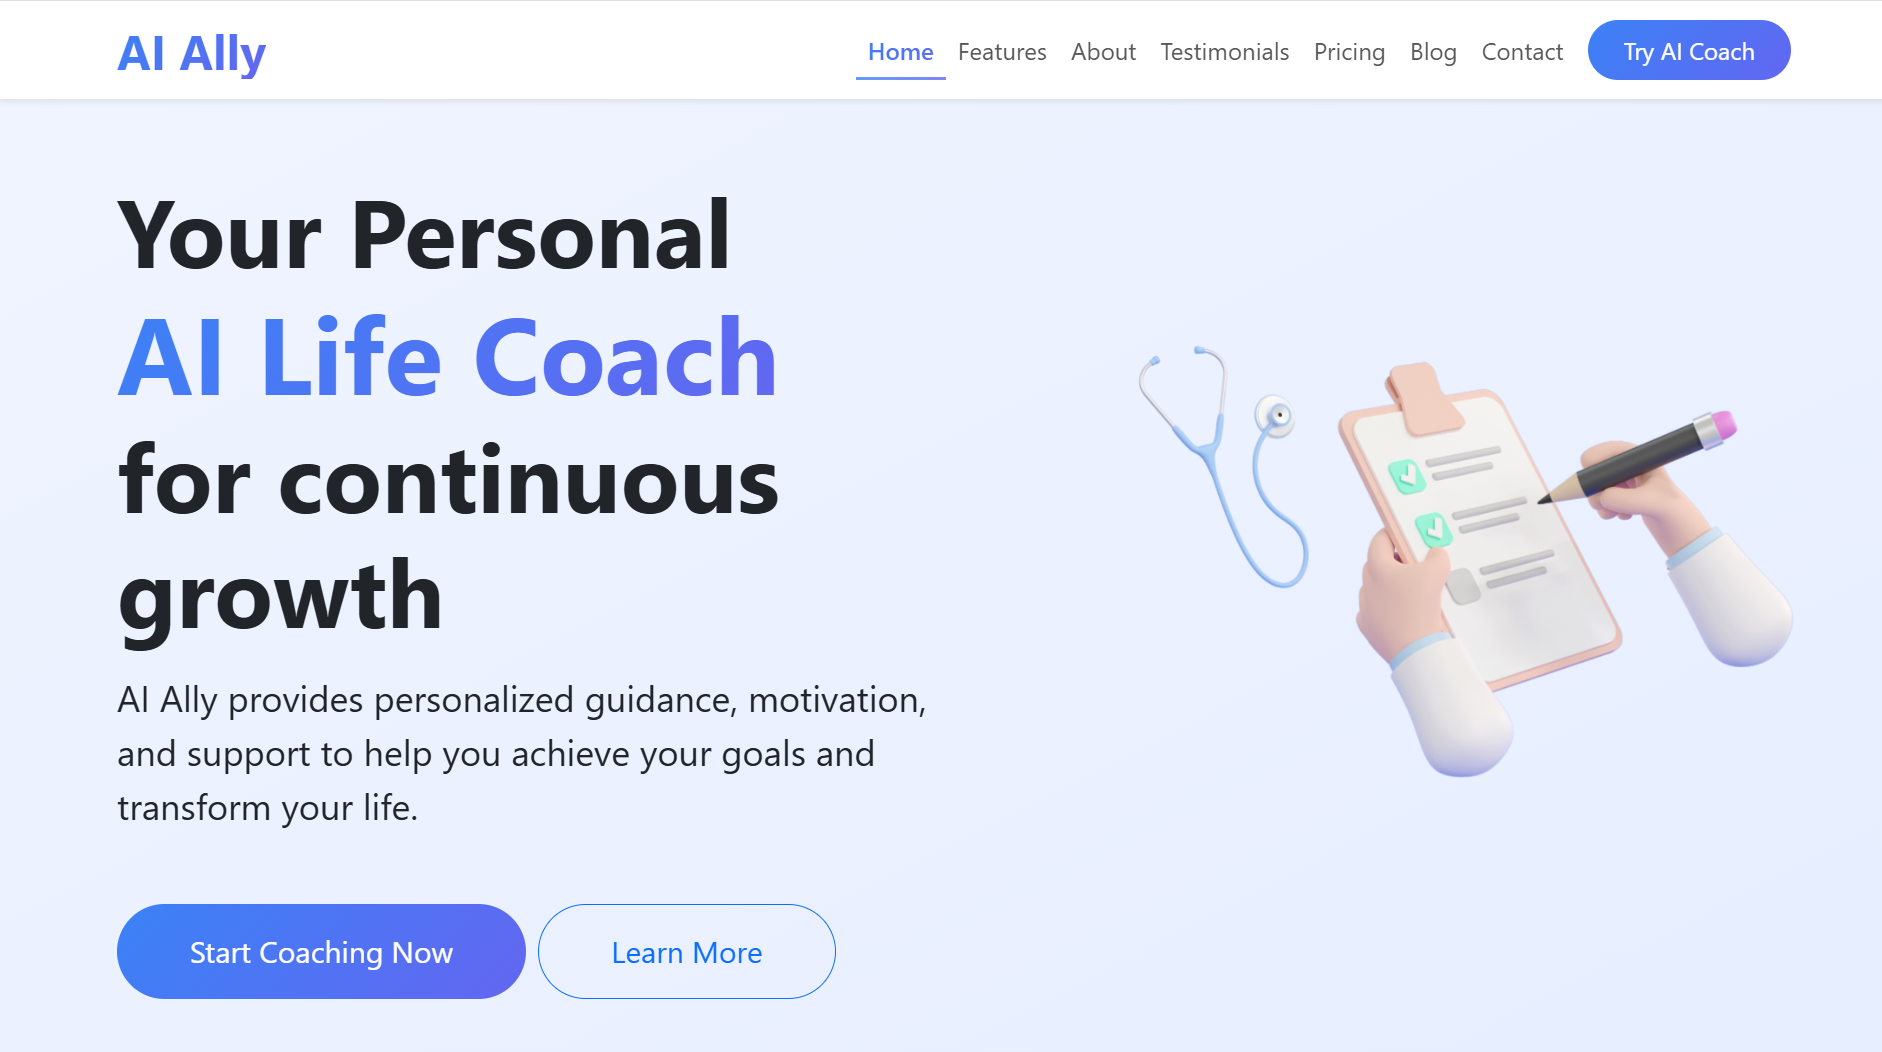 AI Ally
Home Features About Testimonials Pricing Blog Contact Try AI Coach
Your Personal
AI Life Coach
for continuous
growth
AI Ally provides personalized guidance, motivation,
and support to help you achieve your goals and
transform your life.
Start Coaching Now Learn More